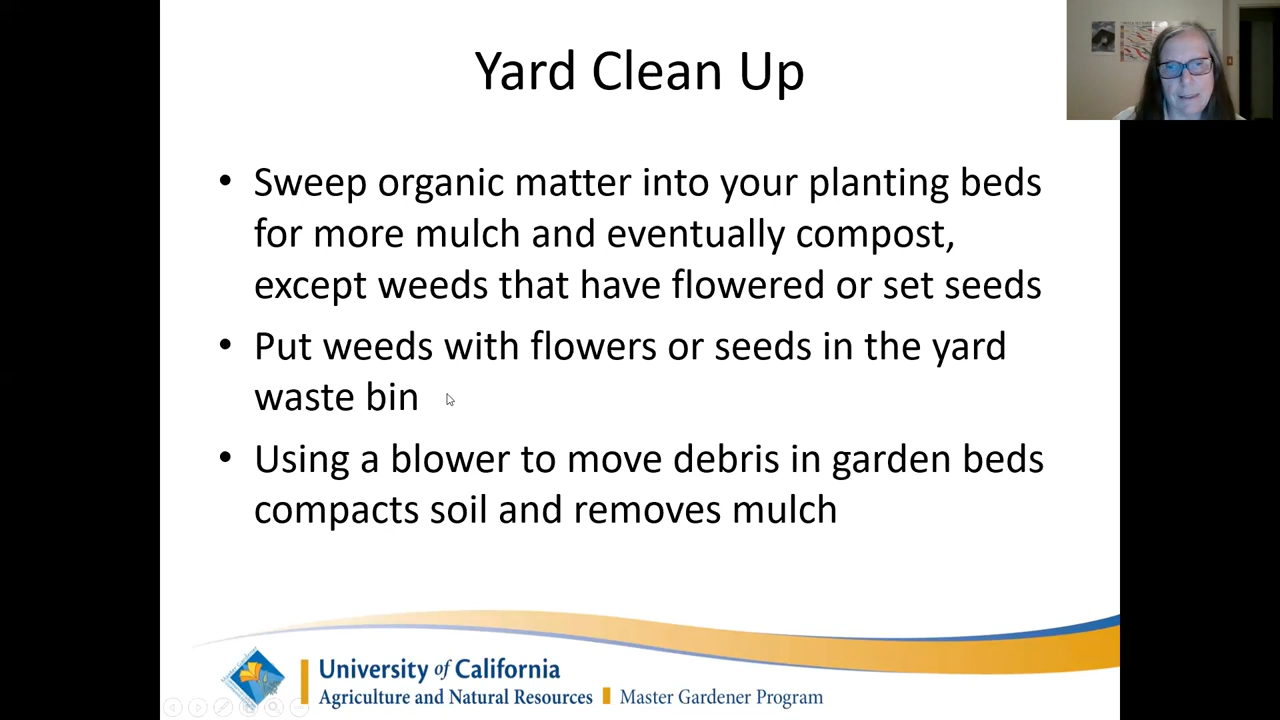 Yard Clean Up
• Sweep organic matter into your planting beds
for more mulch and eventually compost,
except weeds that have flowered or set seeds
• Put weeds with flowers or seeds in the yard
waste bin
• Using a blower to move debris in garden beds
compacts soil and removes mulch
University of California
Agriculture and Natural Resources Master Gardener Program